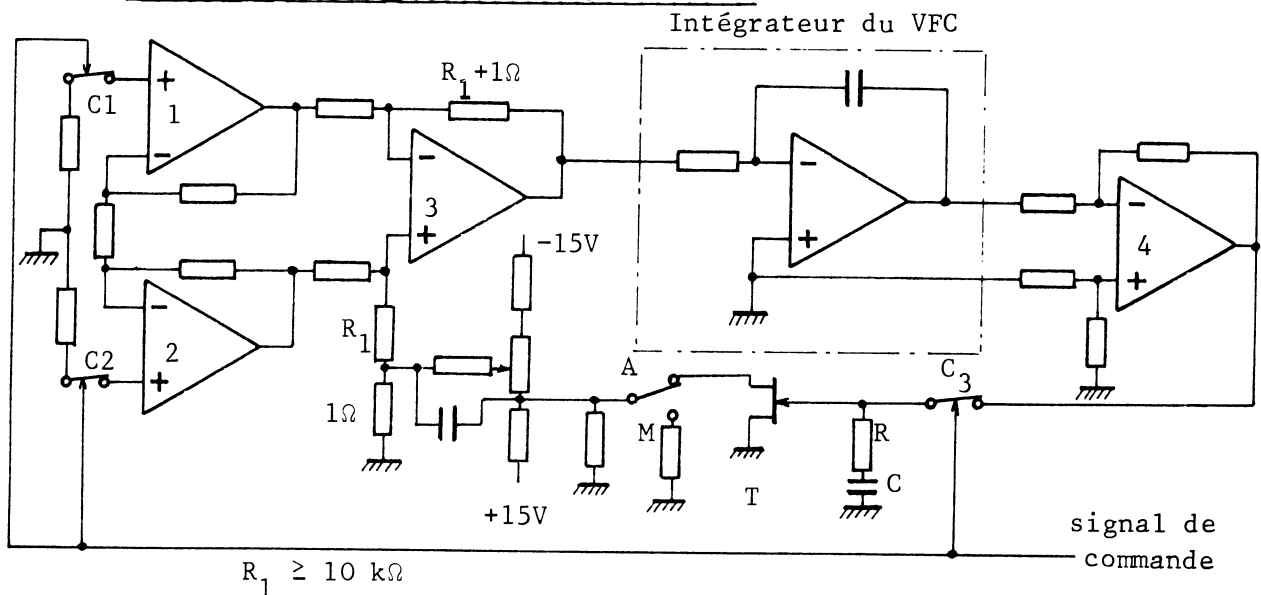 Intégrateur du VFC
C1
+
1
-
R1+1Ω
-
3
+
-15V
-
+
-
4
+
-
2
+
C2
R1
1Ω
+15V
A
M
T
R
C
C3
signal de
commande
R1 ≥ 10 kΩ